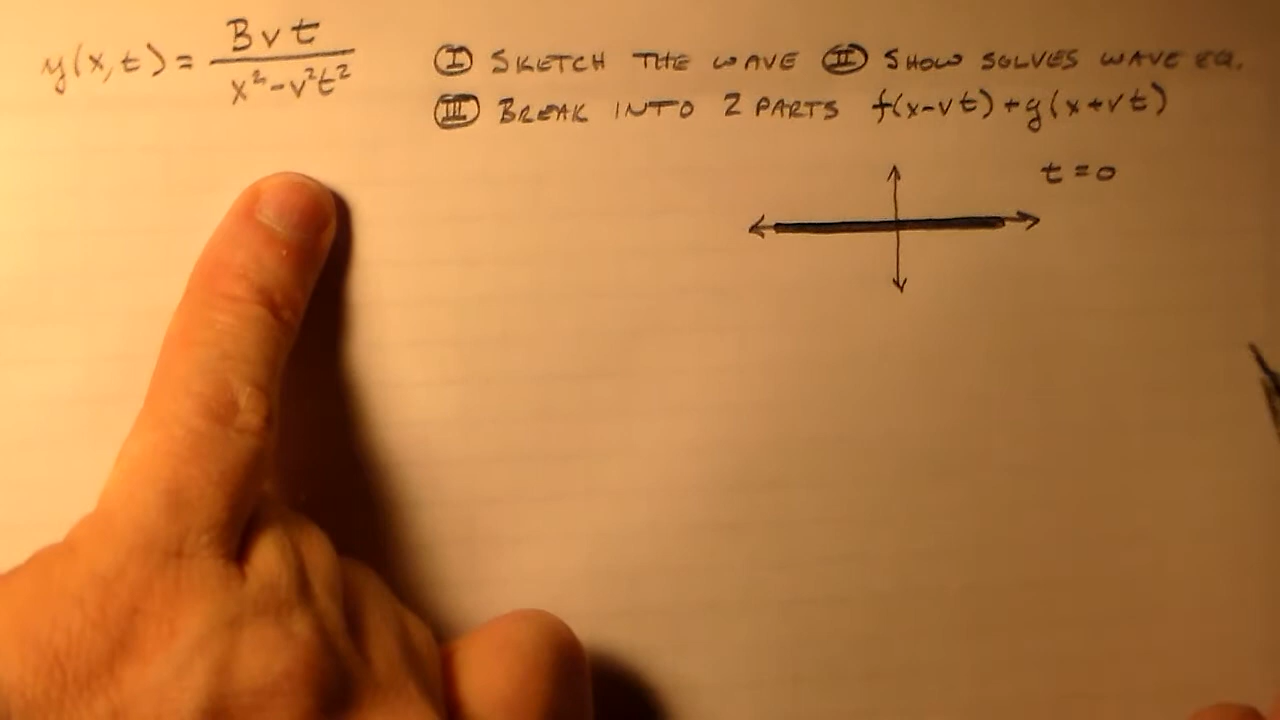 y(x,t) = Bvt / x²-v²t²
Ⓘ SKETCH THE WAVE Ⓘⓘ SHOW SOLVES WAVE EQ.
ⒾⒾⒾ BREAK INTO 2 PARTS f(x-vt)+g(x+vt)
t=0